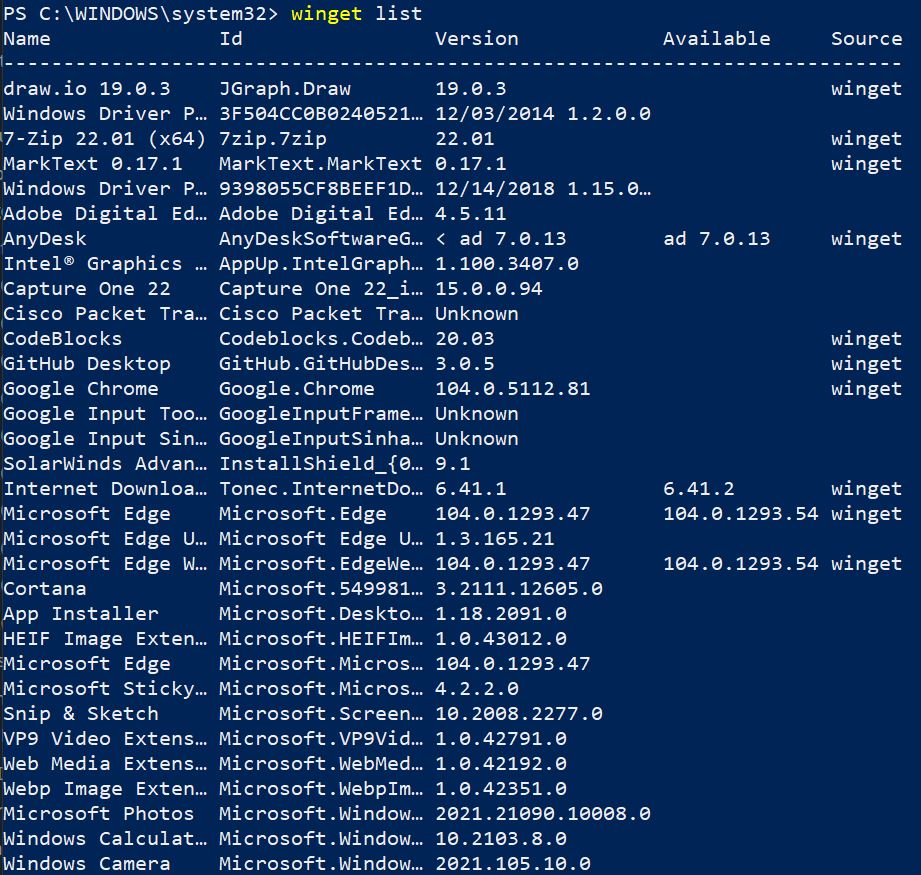 PS C:\WINDOWS\system32> winget list
Name Id Version Available Source
---------------------------------------------------------------------------
draw.io 19.0.3 JGraph.Draw 19.0.3 winget
Windows Driver P… 3F504CC0B0240521… 12/03/2014 1.2.0.0
7-Zip 22.01 (x64) 7zip.7zip 22.01 winget
MarkText 0.17.1 MarkText.MarkText 0.17.1 winget
Windows Driver P… 9398055CF8BEEF1D… 12/14/2018 1.15.0…
Adobe Digital Ed… Adobe Digital Ed… 4.5.11
AnyDesk AnyDeskSoftwareG… < ad 7.0.13 ad 7.0.13 winget
Intel® Graphics … AppUp.IntelGraph… 1.100.3407.0
Capture One 22 Capture One 22_i… 15.0.0.94
Cisco Packet Tra… Cisco Packet Tra… Unknown
CodeBlocks Codeblocks.Codeb… 20.03 winget
GitHub Desktop GitHub.GitHubDes… 3.0.5 winget
Google Chrome Google.Chrome 104.0.5112.81 winget
Google Input Too… GoogleInputFrame… Unknown
Google Input Sin… GoogleInputSinha… Unknown
SolarWinds Advan… InstallShield_{0… 9.1
Internet Downloa… Tonec.InternetDo… 6.41.1 6.41.2 winget
Microsoft Edge Microsoft.Edge 104.0.1293.47 104.0.1293.54 winget
Microsoft Edge U… Microsoft Edge U… 1.3.165.21
Microsoft Edge W… Microsoft.EdgeWe… 104.0.1293.47 104.0.1293.54 winget
Cortana Microsoft.549981… 3.2111.12605.0
App Installer Microsoft.Deskto… 1.18.2091.0
HEIF Image Exten… Microsoft.HEIFIm… 1.0.43012.0
Microsoft Edge Microsoft.Micros… 104.0.1293.47
Microsoft Sticky… Microsoft.Micros… 4.2.2.0
Snip & Sketch Microsoft.Screen… 10.2008.2277.0
VP9 Video Extens… Microsoft.VP9Vid… 1.0.42791.0
Web Media Extens… Microsoft.WebMed… 1.0.42192.0
Webp Image Exten… Microsoft.WebpIm… 1.0.42351.0
Microsoft Photos Microsoft.Window… 2021.21090.10008.0
Windows Calculat… Microsoft.Window… 10.2103.8.0
Windows Camera Microsoft.Window… 2021.105.10.0